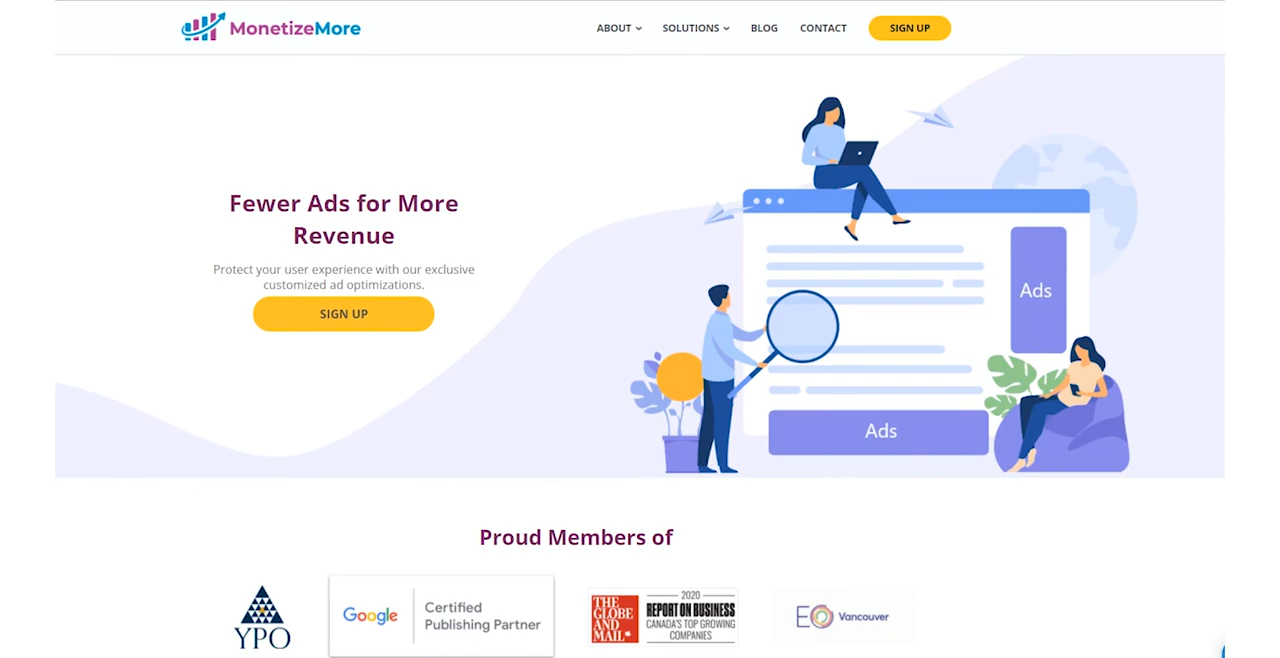 MonetizeMore
ABOUT
SOLUTIONS
BLOG
CONTACT
SIGN UP
Fewer Ads for More
Revenue
Protect your user experience with our exclusive
customized ad optimizations.
SIGN UP
Ads
Ads
Proud Members of
YPO
Google
Certified
Publishing Partner
THE
GLOBE
AND
MAIL
2020
REPORT ON BUSINESS
CANADA'S TOP GROWING
COMPANIES
EO
Vancouver